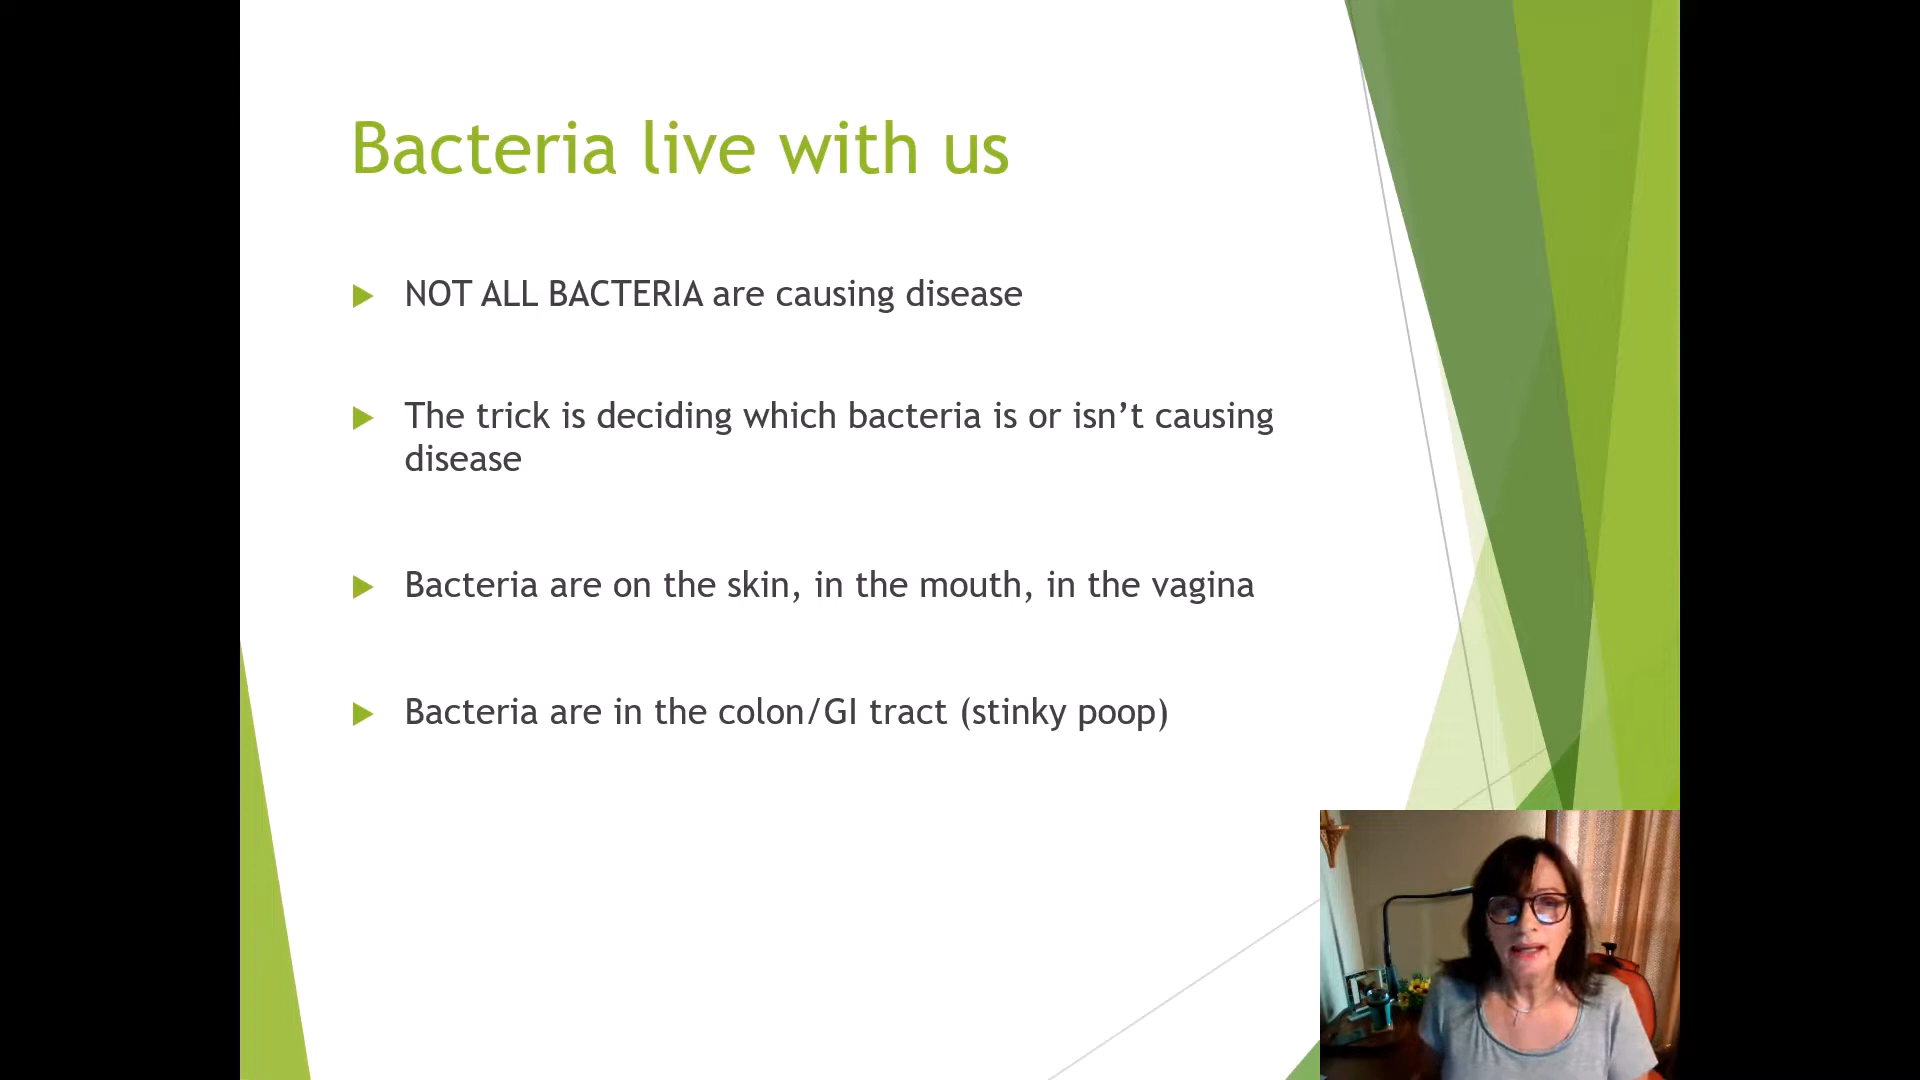 Bacteria live with us
NOT ALL BACTERIA are causing disease
The trick is deciding which bacteria is or isn’t causing
disease
Bacteria are on the skin, in the mouth, in the vagina
Bacteria are in the colon/GI tract (stinky poop)